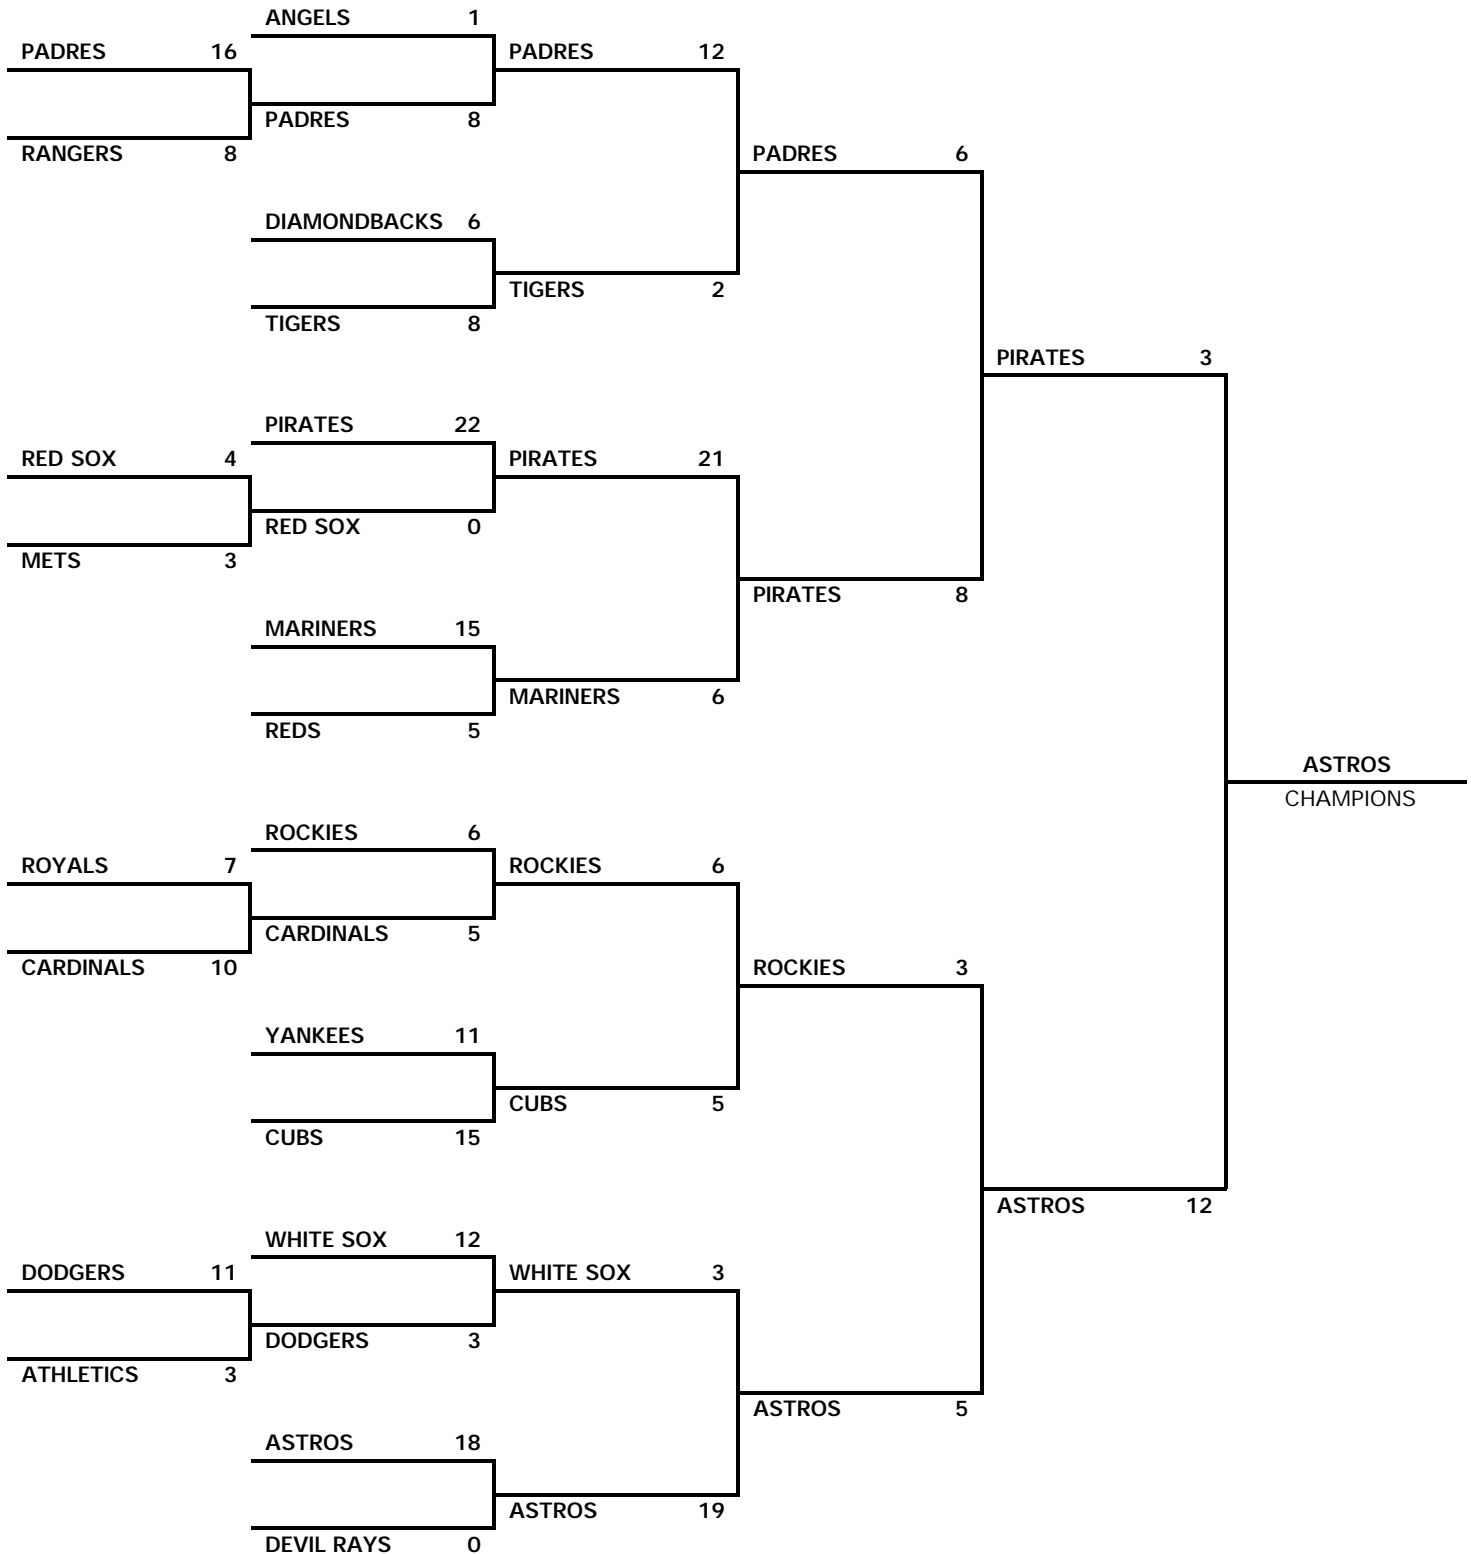 ANGELS 1
PADRES 16
PADRES 12
PADRES 8
RANGERS 8
PADRES 6
DIAMONDBACKS 6
TIGERS 2
TIGERS 8
PIRATES 3
PIRATES 22
RED SOX 4
PIRATES 21
RED SOX 0
METS 3
PIRATES 8
MARINERS 15
MARINERS 6
REDS 5
ASTROS
CHAMPIONS
ROCKIES 6
ROYALS 7
ROCKIES 6
CARDINALS 5
CARDINALS 10
ROCKIES 3
YANKEES 11
CUBS 5
CUBS 15
ASTROS 12
WHITE SOX 12
DODGERS 11
WHITE SOX 3
DODGERS 3
ATHLETICS 3
ASTROS 5
ASTROS 18
ASTROS 19
DEVIL RAYS 0